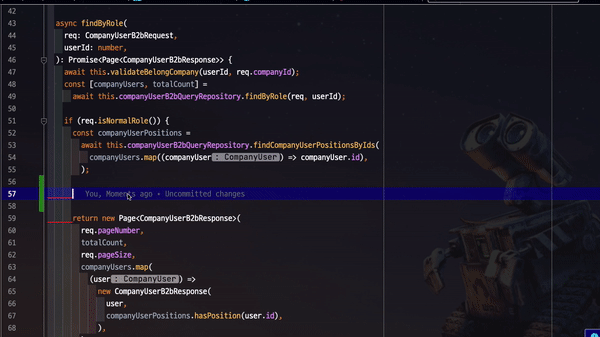 42
43 async findByRole(
44 req: CompanyUserB2bRequest,
45 userId: number,
46 ): Promise<Page<CompanyUserB2bResponse>> {
47 await this.validateBelongCompany(userId, req.companyId);
48 const [companyUsers, totalCount] =
49 await this.companyUserB2bQueryRepository.findByRole(req, userId);
50
51 if (req.isNormalRole()) {
52 const companyUserPositions =
53 await this.companyUserB2bQueryRepository.findCompanyUserPositionsByIds(
54 companyUsers.map((companyUser : CompanyUser ) => companyUser.id),
55 );
56
57 You, Moments ago • Uncommitted changes
58
59 return new Page<CompanyUserB2bResponse>(
60 req.pageNumber,
61 totalCount,
62 req.pageSize,
63 companyUsers.map(
64 (user : CompanyUser ) =>
65 new CompanyUserB2bResponse(
66 user,
67 companyUserPositions.hasPosition(user.id),
68 ),